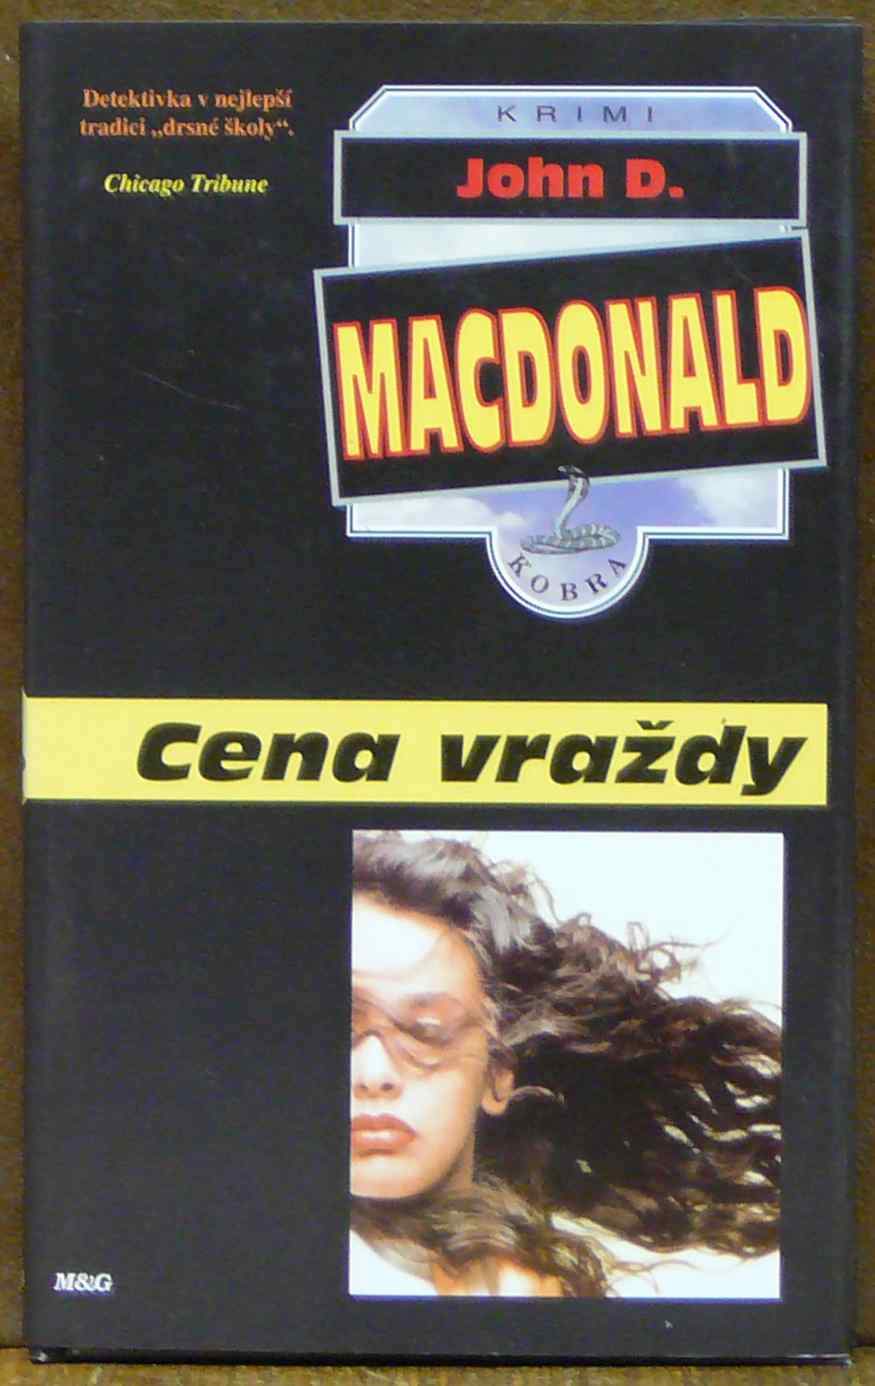 Detektivka v nejlepší
tradici „drsné školy“.
Chicago Tribune
KRIMI
John D.
MACDONALD
KOBRA
Cena vraždy
M&G